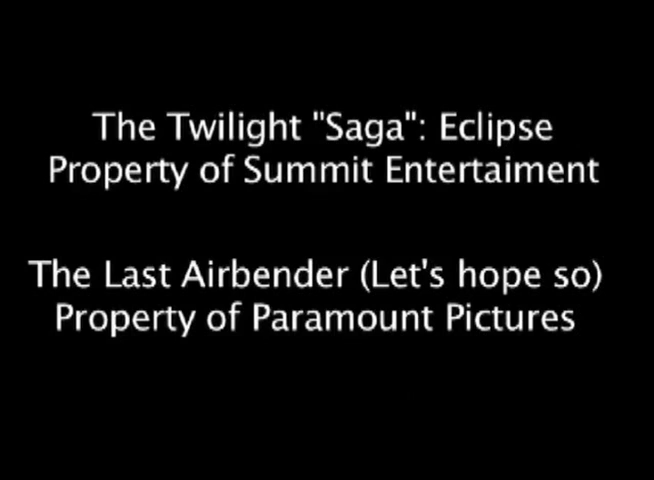 The Twilight "Saga": Eclipse
Property of Summit Entertaiment
The Last Airbender (Let's hope so)
Property of Paramount Pictures